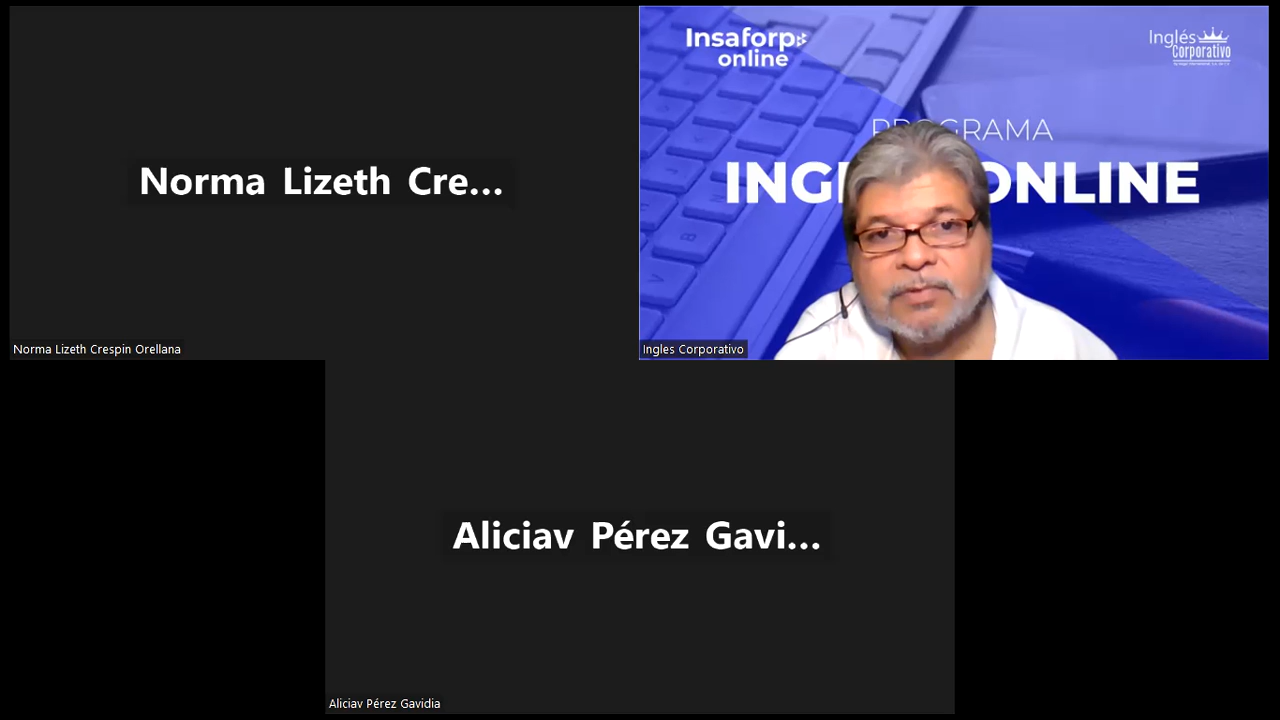 Norma Lizeth Cre...
Norma Lizeth Crespin Orellana
Insaforp
online
Inglés
Corporativo
PROGRAMA
INGL ONLINE
Ingles Corporativo
Aliciav Pérez Gavi...
Aliciav Pérez Gavidia